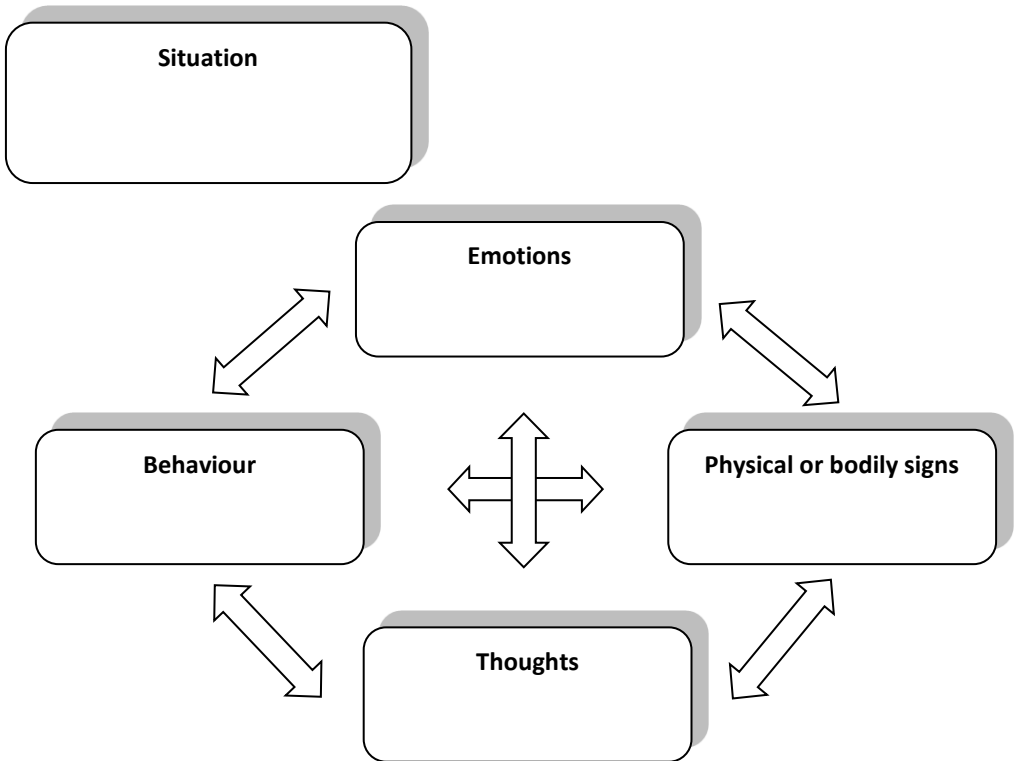 Situation
Emotions
Behaviour
Physical or bodily signs
Thoughts